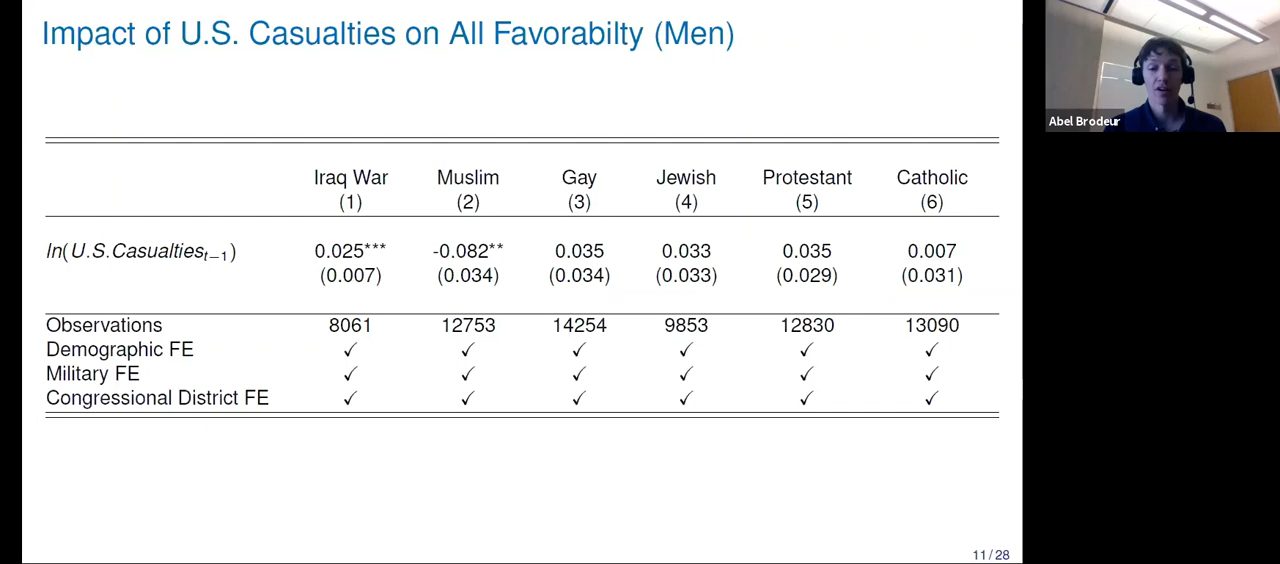 Impact of U.S. Casualties on All Favorabilty (Men)
Abel Brodeur
Iraq War Muslim Gay Jewish Protestant Catholic
(1) (2) (3) (4) (5) (6)
ln(U.S.Casualties_{t−1}) 0.025*** -0.082** 0.035 0.033 0.035 0.007
(0.007) (0.034) (0.034) (0.033) (0.029) (0.031)
Observations 8061 12753 14254 9853 12830 13090
Demographic FE ✓ ✓ ✓ ✓ ✓ ✓
Military FE ✓ ✓ ✓ ✓ ✓ ✓
Congressional District FE ✓ ✓ ✓ ✓ ✓ ✓
11 / 28